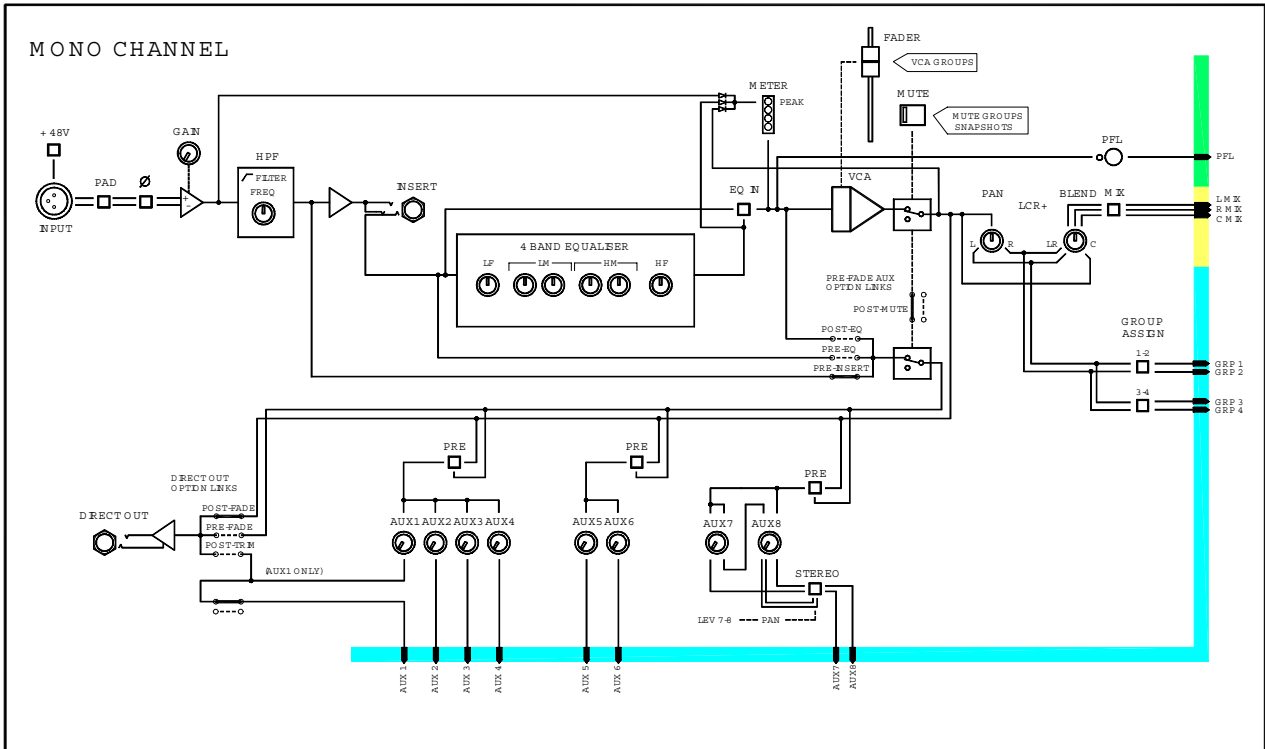 MONO CHANNEL
FADER
VCA GROUPS
METER
PEAK
MUTE
MUTE GROUPS
SNAPSHOTS
+48V
GAIN
PFL
PFL
HPF
PAD
Ø
FILTER
FREQ
INSERT
EQ IN
VCA
PAN
BLEND
MIX
LCR+
L MIX
R MIX
C MIX
INPUT
+
-
4 BAND EQUALISER
L
R
LR
C
LF
LM
HM
HF
PRE-FADE AUX
OPTION LINKS
POST-MUTE
GROUP
ASSIGN
POST-EQ
PRE-EQ
PRE-INSERT
1-2
GRP 1
GRP 2
3-4
GRP 3
GRP 4
PRE
PRE
PRE
DIRECT OUT
OPTION LINKS
POST-FADE
DIRECT OUT
PRE-FADE
POST-TRIM
AUX1
AUX2
AUX3
AUX4
AUX5
AUX6
AUX7
AUX8
(AUX1 ONLY)
STEREO
LEV 7-8
PAN
AUX 1
AUX 2
AUX 3
AUX 4
AUX 5
AUX 6
AUX7
AUX8